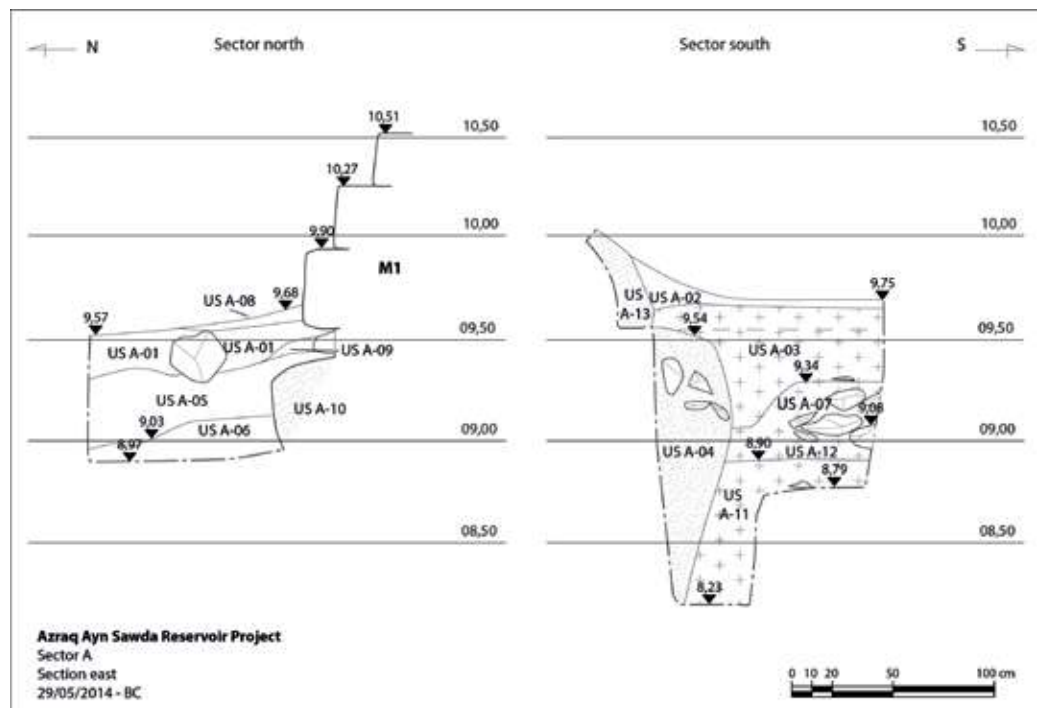 N
Sector north
Sector south
S
10,51
10,50
10,50
10,27
10,00
10,00
9,90
M1
US A-08
9,68
9,57
US A-01
US A-01
09,50
US A-09
US A-05
US A-10
9,03
US A-06
8,97
09,00
08,50
US
A-13
US A-02
9,75
9,54
09,50
US A-03
9,34
US A-07
9,08
09,00
US A-04
8,90
US A-12
8,79
US
A-11
08,50
8,23
Azraq Ayn Sawda Reservoir Project
Sector A
Section east
29/05/2014 - BC
0 10 20 50 100 cm